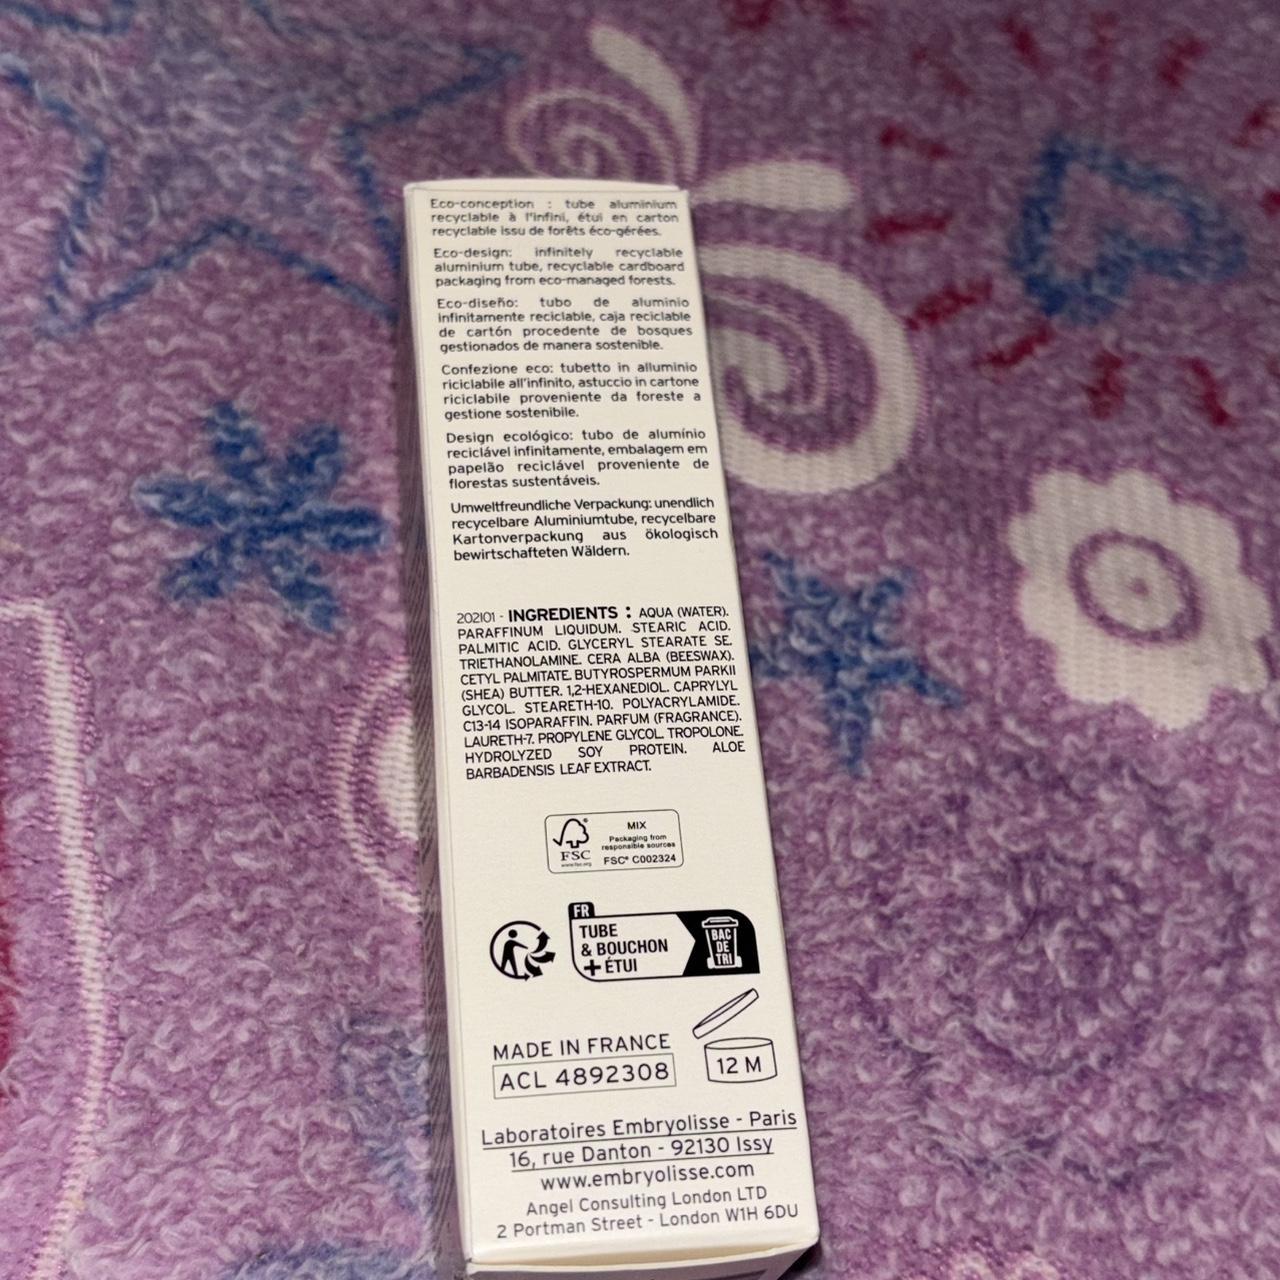 Eco-conception : tube aluminium
recyclable à l'infini, étui en carton
recyclable issu de forêts éco-gérées.
Eco-design: infinitely recyclable
aluminium tube, recyclable cardboard
packaging from eco-managed forests.
Eco-diseño: tubo de aluminio
infinitamente reciclable, caja reciclable
de cartón procedente de bosques
gestionados de manera sostenible.
Confezione eco: tubetto in alluminio
riciclabile all'infinito, astuccio in cartone
riciclabile proveniente da foreste a
gestione sostenibile.
Design ecológico: tubo de alumínio
reciclável infinitamente, embalagem em
papelão reciclável proveniente de
florestas sustentáveis.
Umweltfreundliche Verpackung: unendlich
recycelbare Aluminiumtube, recycelbare
Kartonverpackung aus ökologisch
bewirtschafteten Wäldern.
202101 - INGREDIENTS : AQUA (WATER).
PARAFFINUM LIQUIDUM. STEARIC ACID.
PALMITIC ACID. GLYCERYL STEARATE SE.
TRIETHANOLAMINE. CERA ALBA (BEESWAX).
CETYL PALMITATE. BUTYROSPERMUM PARKII
(SHEA) BUTTER. 1,2-HEXANEDIOL. CAPRYLYL
GLYCOL. STEARETH-10. POLYACRYLAMIDE.
C13-14 ISOPARAFFIN. PARFUM (FRAGRANCE).
LAURETH-7. PROPYLENE GLYCOL. TROPOLONE.
HYDROLYZED SOY PROTEIN. ALOE
BARBADENSIS LEAF EXTRACT.
FSC
www.fsc.org
MIX
Packaging from
responsible sources
FSC® C002324
FR
TUBE
& BOUCHON
+ ÉTUI
BAC
DE
TRI
MADE IN FRANCE
ACL 4892308
12 M
Laboratoires Embryolisse - Paris
16, rue Danton - 92130 Issy
www.embryolisse.com
Angel Consulting London LTD
2 Portman Street - London W1H 6DU